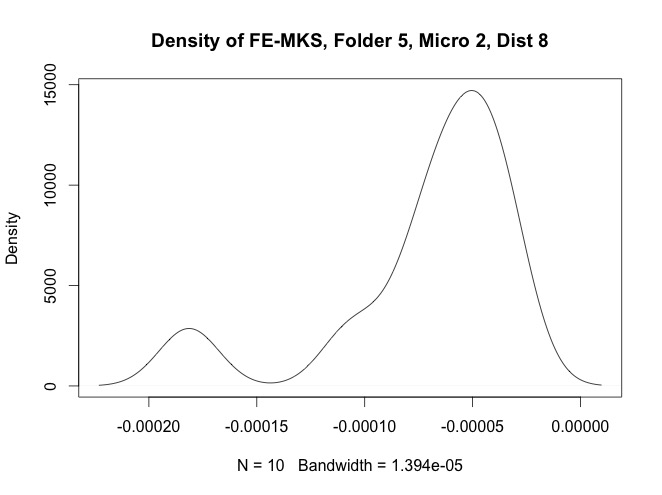 Density of FE-MKS, Folder 5, Micro 2, Dist 8
Density
15000
10000
5000
0
-0.00020 -0.00015 -0.00010 -0.00005 0.00000
N = 10 Bandwidth = 1.394e-05